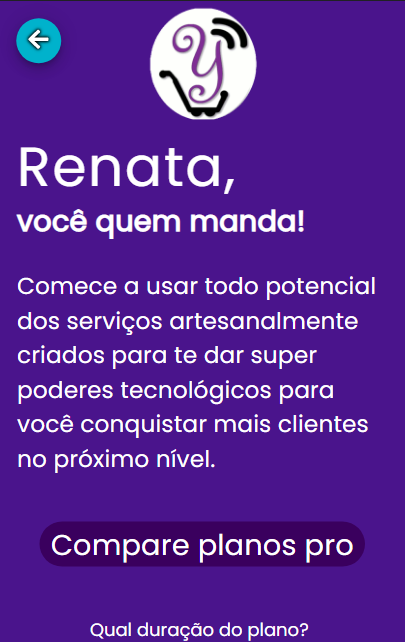 Y
Renata,
você quem manda!
Comece a usar todo potencial
dos serviços artesanalmente
criados para te dar super
poderes tecnológicos para
você conquistar mais clientes
no próximo nível.
Compare planos pro
Qual duração do plano?